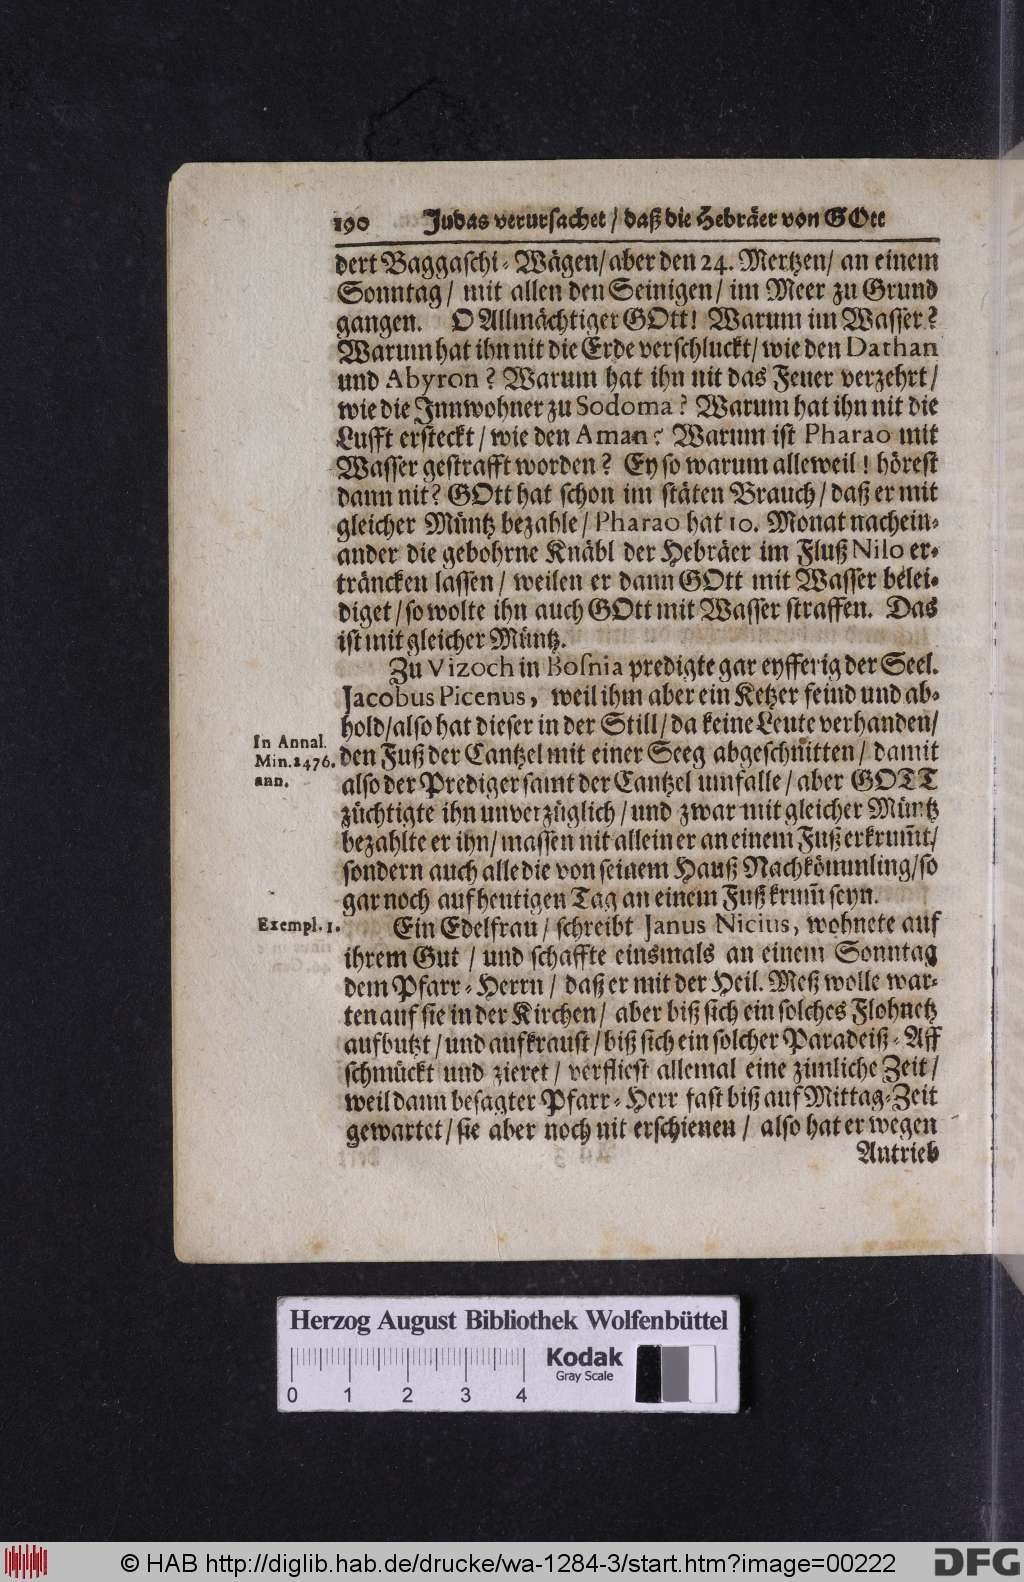 190 Judas verursachet / daß die Hebräer von GOtt
dert Baggaschi-Wägen/ aber den 24. Mertzen/ an einem
Sonntag/ mit allen den Seinigen/ im Meer zu Grund
gangen. O Allmächtiger GOtt! Warum im Wasser?
Warum hat ihn nit die Erde verschluckt/ wie den Dathan
und Abyron? Warum hat ihn nit das Feuer verzehrt/
wie die Innwohner zu Sodoma? Warum hat ihn nit die
Lufft ersteckt/ wie den Aman? Warum ist Pharao mit
Wasser gestrafft worden? Ey so warum alleweil! hörest
dann nit? GOtt hat schon im stäten Brauch/ daß er mit
gleicher Müntz bezahle/ Pharao hat 10. Monat nachein-
ander die gebohrne Knäbl der Hebräer im Fluß Nilo er-
träncken lassen/ weilen er dann GOtt mit Wasser belei-
diget/ so wolte ihn auch GOtt mit Wasser straffen. Das
ist mit gleicher Müntz.
Zu Vizoch in Bosnia predigte gar eyfferig der Seel.
Jacobus Picenus, weil ihm aber ein Ketzer feind und ab-
hold/ also hat dieser in der Still/ da keine Leute verhanden/
In Annal.
Min. 1476.
ann.
den Fuß der Cantzel mit einer Seeg abgeschnitten/ damit
also der Prediger samt der Cantzel umfalle/ aber GOTT
züchtigte ihn unverzüglich/ und zwar mit gleicher Müntz
bezahlte er ihn/ massen nit allein er an einem Fuß erkrum̄t/
sondern auch alle die von seinem Hauß Nachkömmling/ so
gar noch auf heutigen Tag an einem Fuß krum̄ seyn.
Exempl. 1.
Ein Edelfrau/ schreibt Janus Nicius, wohnete auf
ihrem Gut / und schaffte einsmals an einem Sonntag
dem Pfarr-Herrn/ daß er mit der Heil. Meß wolle war-
ten auf sie in der Kirchen/ aber biß sich ein solches Flohnetz
aufbutzt/ und aufkraust/ biß sich ein solcher Paradeiß-Aff
schmückt und zieret/ verfliest allemal eine zimliche Zeit/
weil dann besagter Pfarr-Herr fast biß auf Mittag-Zeit
gewartet/ sie aber noch nit erschienen/ also hat er wegen
Antrieb
Herzog August Bibliothek Wolfenbüttel
Kodak
Gray Scale
0 1 2 3 4
© HAB http://diglib.hab.de/drucke/wa-1284-3/start.htm?image=00222
DFG